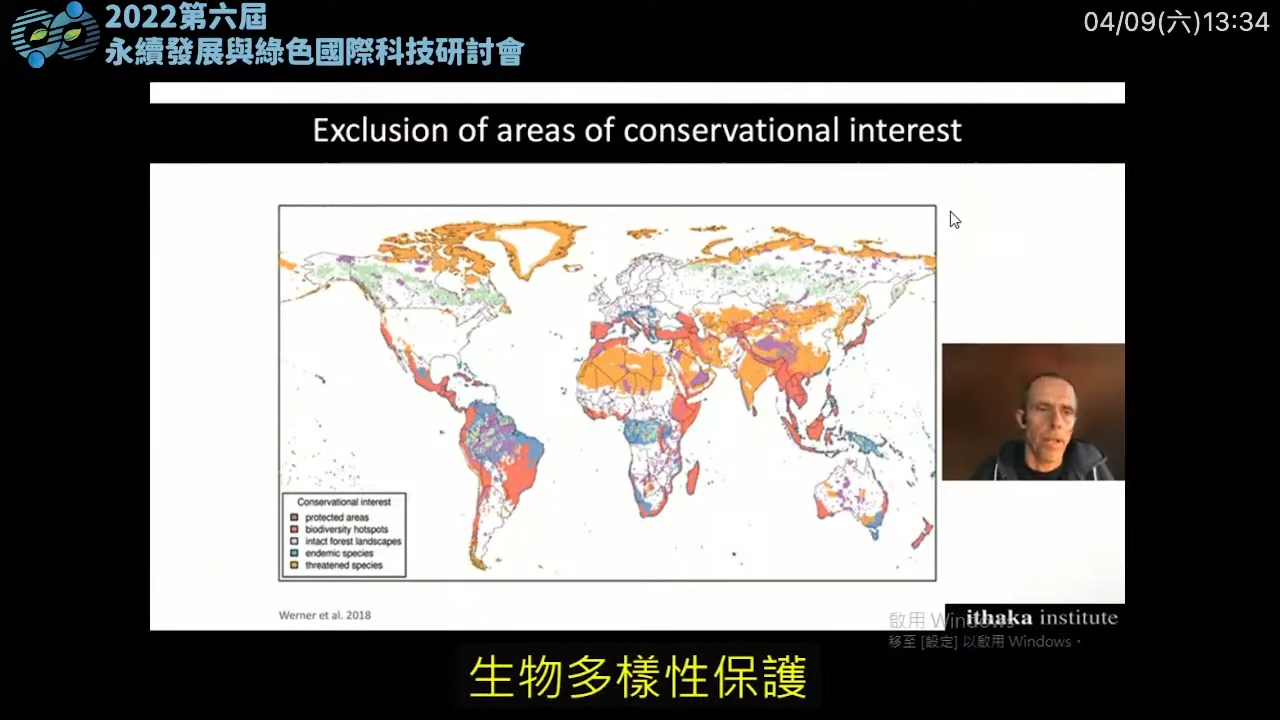 2022第六屆
永續發展與綠色國際科技研討會
04/09(六)13:34
Exclusion of areas of conservational interest
Conservational interest
protected areas
biodiversity hotspots
intact forest landscapes
endemic species
threatened species
Werner et al. 2018
ithaka institute
啟用 Windows
移至 [設定] 以啟用 Windows。
生物多樣性保護